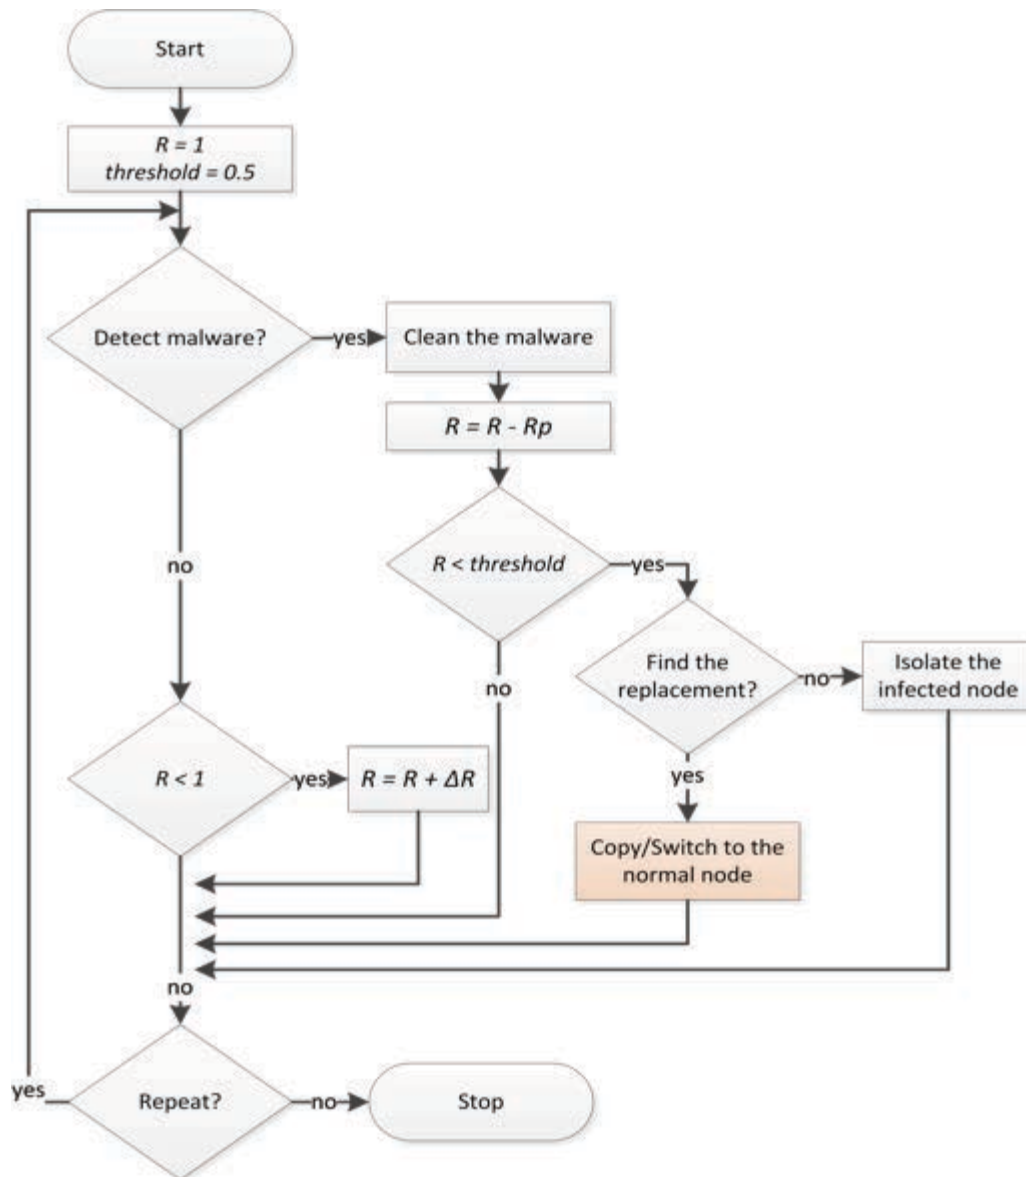 Start
R = 1
threshold = 0.5
Detect malware?
yes
Clean the malware
R = R - Rp
R < threshold
yes
no
Find the
replacement?
no
Isolate the
infected node
no
R < 1
yes
R = R + ΔR
yes
Copy/Switch to the
normal node
no
Repeat?
yes
no
Stop